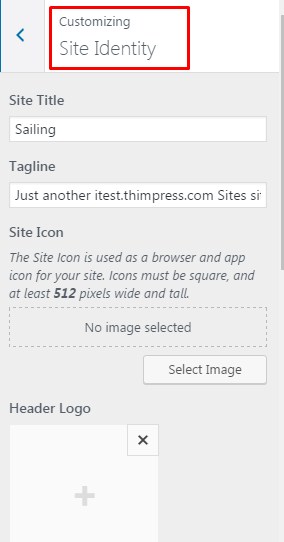 Customizing
Site Identity
Site Title
Sailing
Tagline
Just another itest.thimpress.com Sites si
Site Icon
The Site Icon is used as a browser and app
icon for your site. Icons must be square, and
at least 512 pixels wide and tall.
No image selected
Select Image
Header Logo